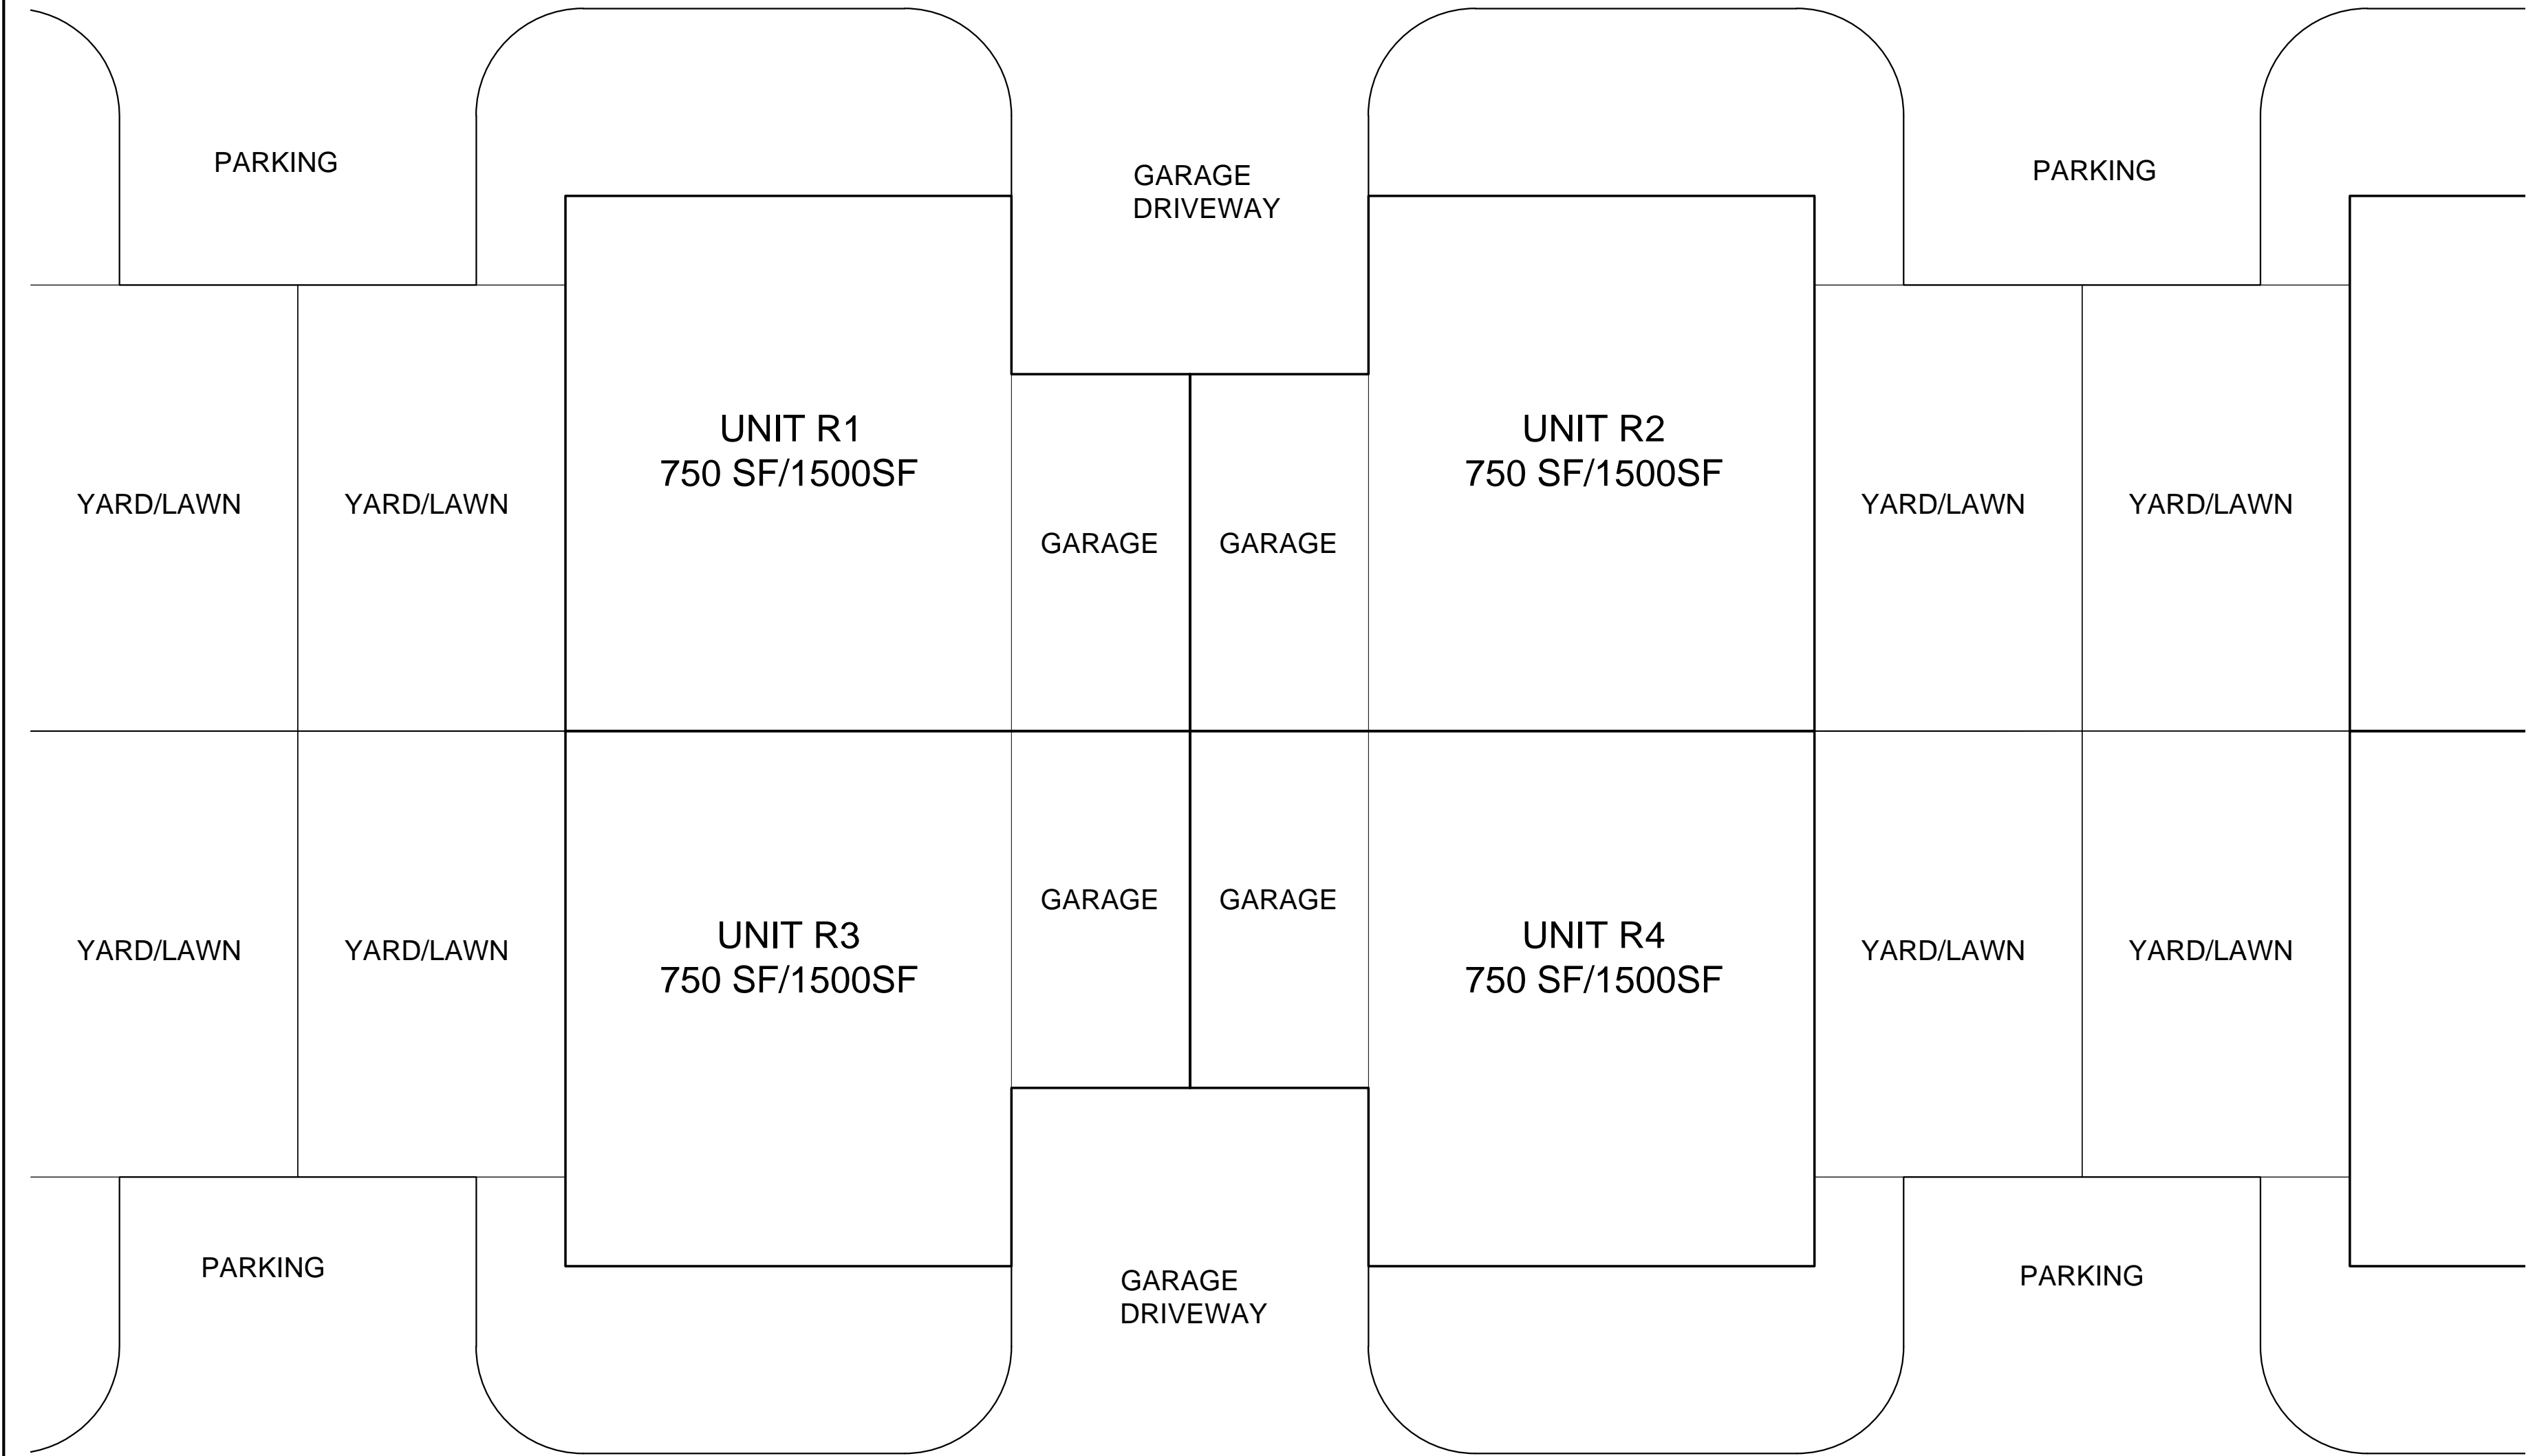 PARKING
GARAGE
DRIVEWAY
PARKING
UNIT R1
750 SF/1500SF
UNIT R2
750 SF/1500SF
YARD/LAWN
YARD/LAWN
GARAGE
GARAGE
YARD/LAWN
YARD/LAWN
YARD/LAWN
YARD/LAWN
UNIT R3
750 SF/1500SF
GARAGE
GARAGE
UNIT R4
750 SF/1500SF
YARD/LAWN
YARD/LAWN
PARKING
GARAGE
DRIVEWAY
PARKING